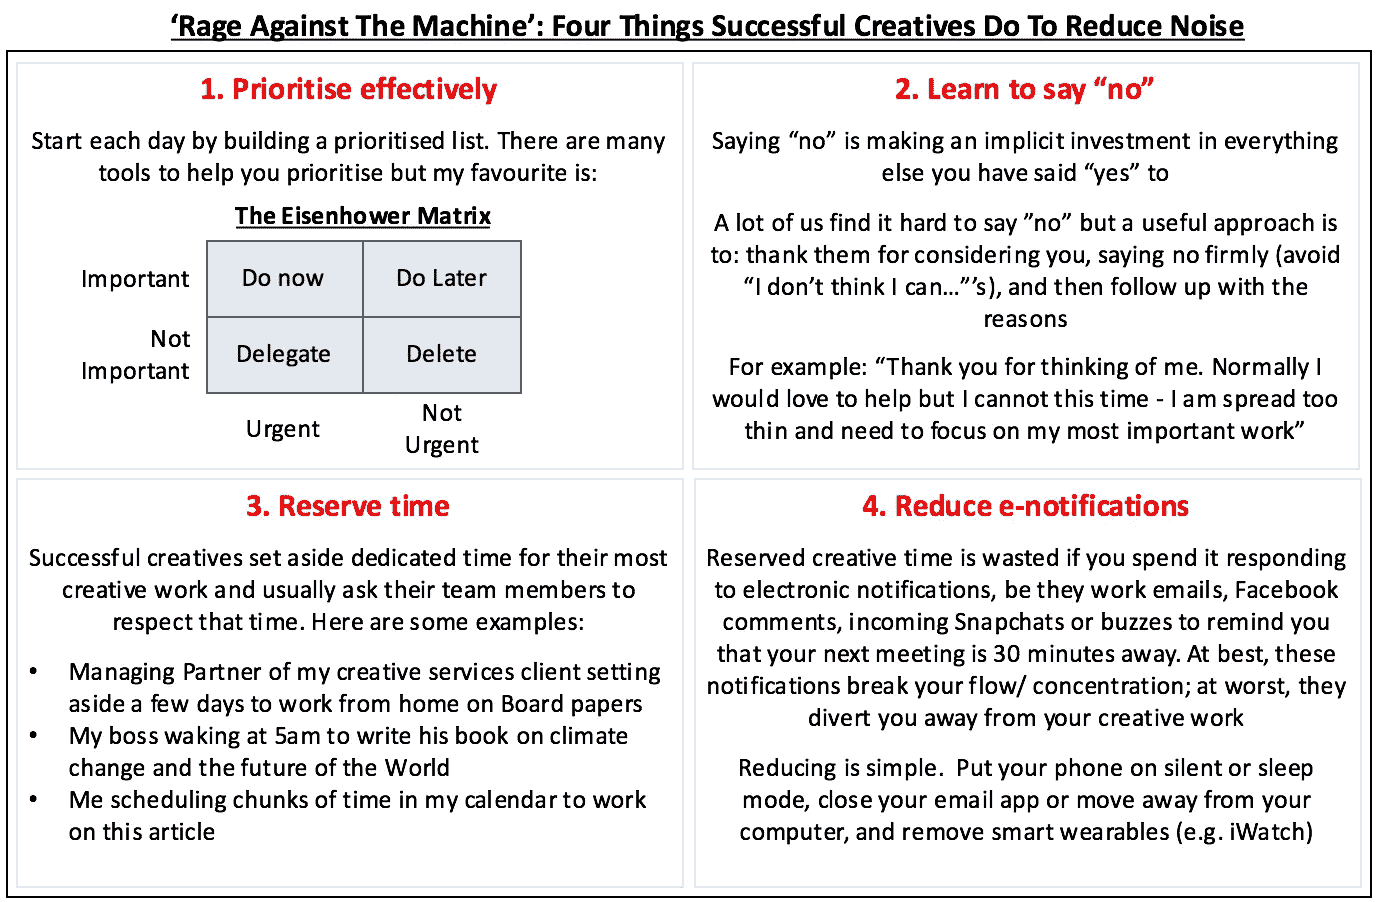 ‘Rage Against The Machine’: Four Things Successful Creatives Do To Reduce Noise
1. Prioritise effectively
Start each day by building a prioritised list. There are many
tools to help you prioritise but my favourite is:
The Eisenhower Matrix
Important
Do now
Do Later
Not
Important
Delegate
Delete
Urgent
Not
Urgent
2. Learn to say “no”
Saying “no” is making an implicit investment in everything
else you have said “yes” to
A lot of us find it hard to say ”no” but a useful approach is
to: thank them for considering you, saying no firmly (avoid
“I don’t think I can…”’s), and then follow up with the
reasons
For example: “Thank you for thinking of me. Normally I
would love to help but I cannot this time - I am spread too
thin and need to focus on my most important work”
3. Reserve time
Successful creatives set aside dedicated time for their most
creative work and usually ask their team members to
respect that time. Here are some examples:
• Managing Partner of my creative services client setting
aside a few days to work from home on Board papers
• My boss waking at 5am to write his book on climate
change and the future of the World
• Me scheduling chunks of time in my calendar to work
on this article
4. Reduce e-notifications
Reserved creative time is wasted if you spend it responding
to electronic notifications, be they work emails, Facebook
comments, incoming Snapchats or buzzes to remind you
that your next meeting is 30 minutes away. At best, these
notifications break your flow/ concentration; at worst, they
divert you away from your creative work
Reducing is simple.  Put your phone on silent or sleep
mode, close your email app or move away from your
computer, and remove smart wearables (e.g. iWatch)